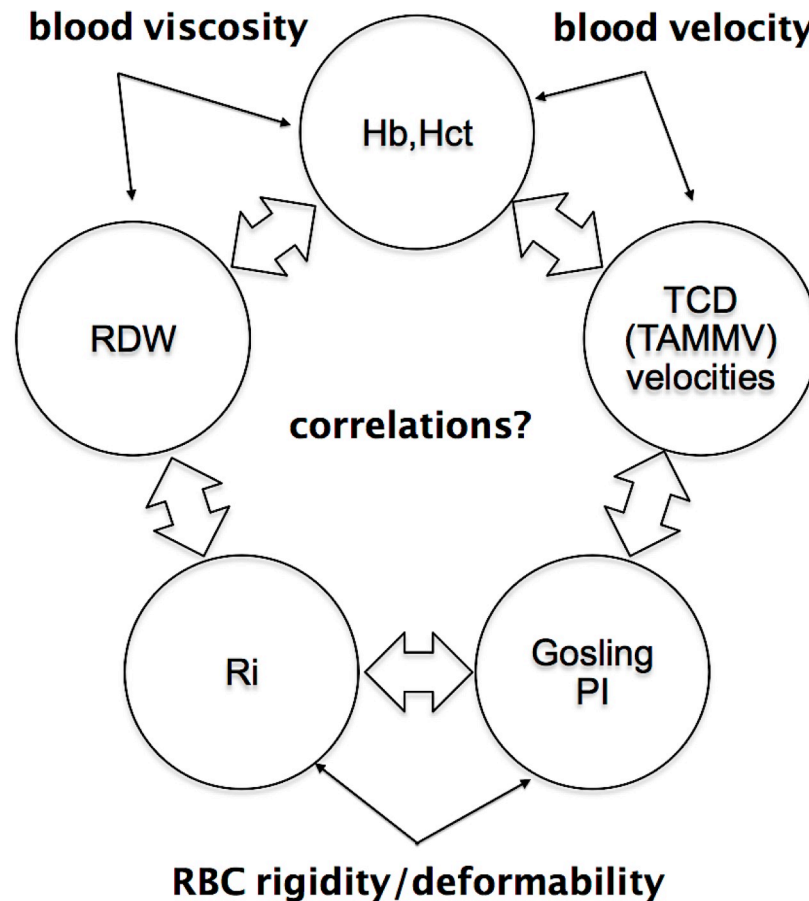 blood viscosity
blood velocity
Hb,Hct
RDW
TCD
(TAMMV)
velocities
correlations?
Ri
Gosling
PI
RBC rigidity/deformability